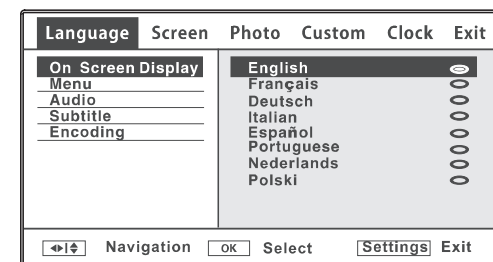 Language Screen Photo Custom Clock Exit
On Screen Display
Menu
Audio
Subtitle
Encoding
English
Français
Deutsch
Italian
Español
Portuguese
Nederlands
Polski
Navigation OK Select Settings Exit